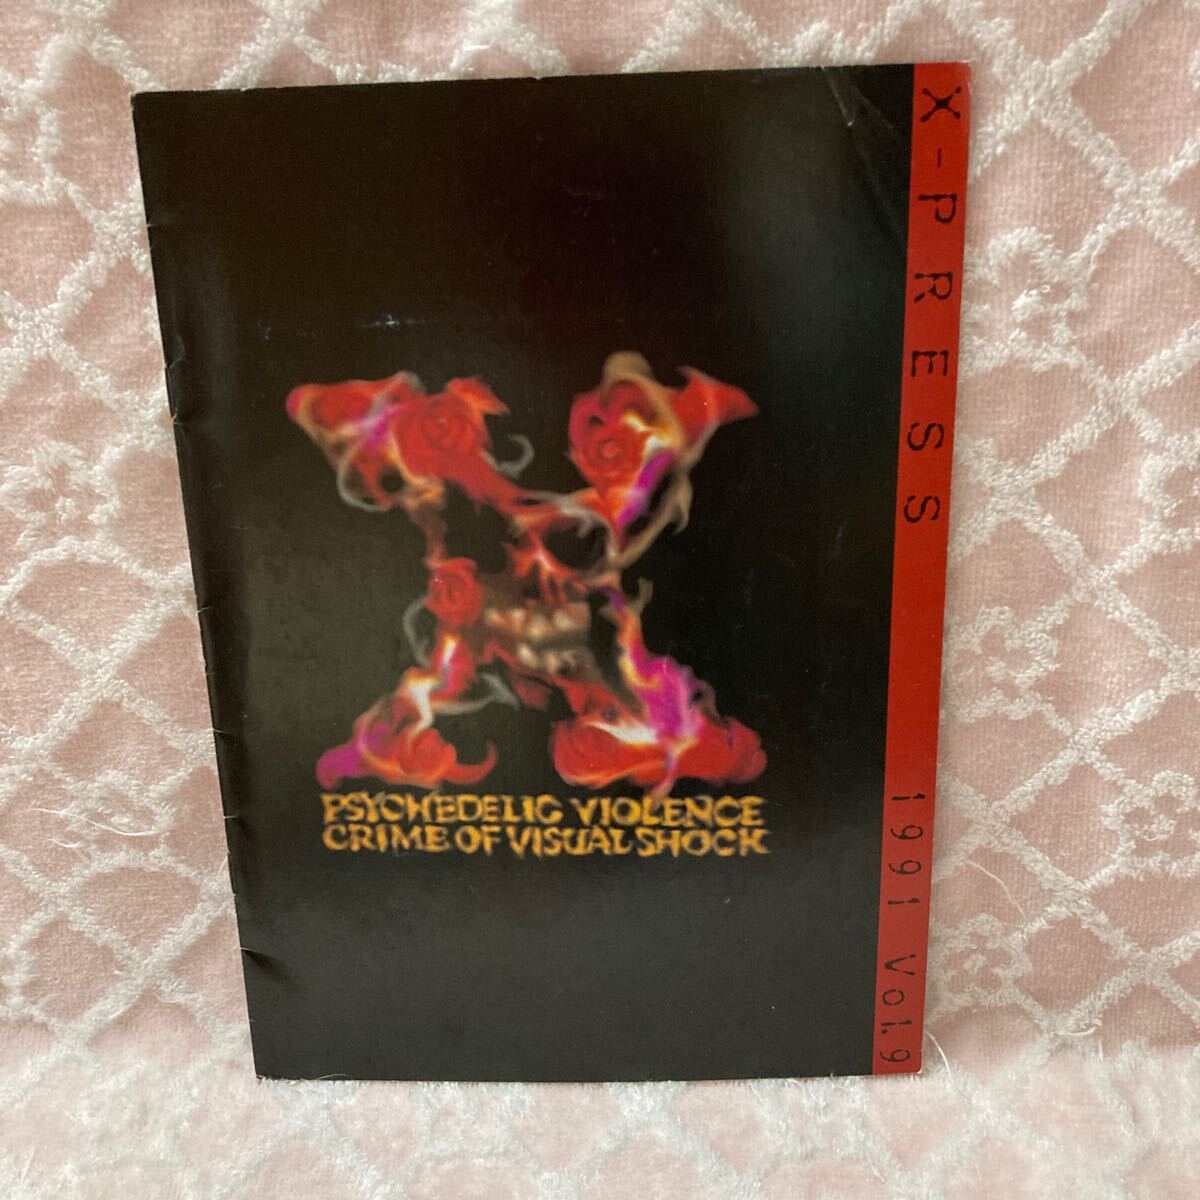 X-PRESS 1991 Vol.9
PSYCHEDELIC VIOLENCE
CRIME OF VISUAL SHOCK